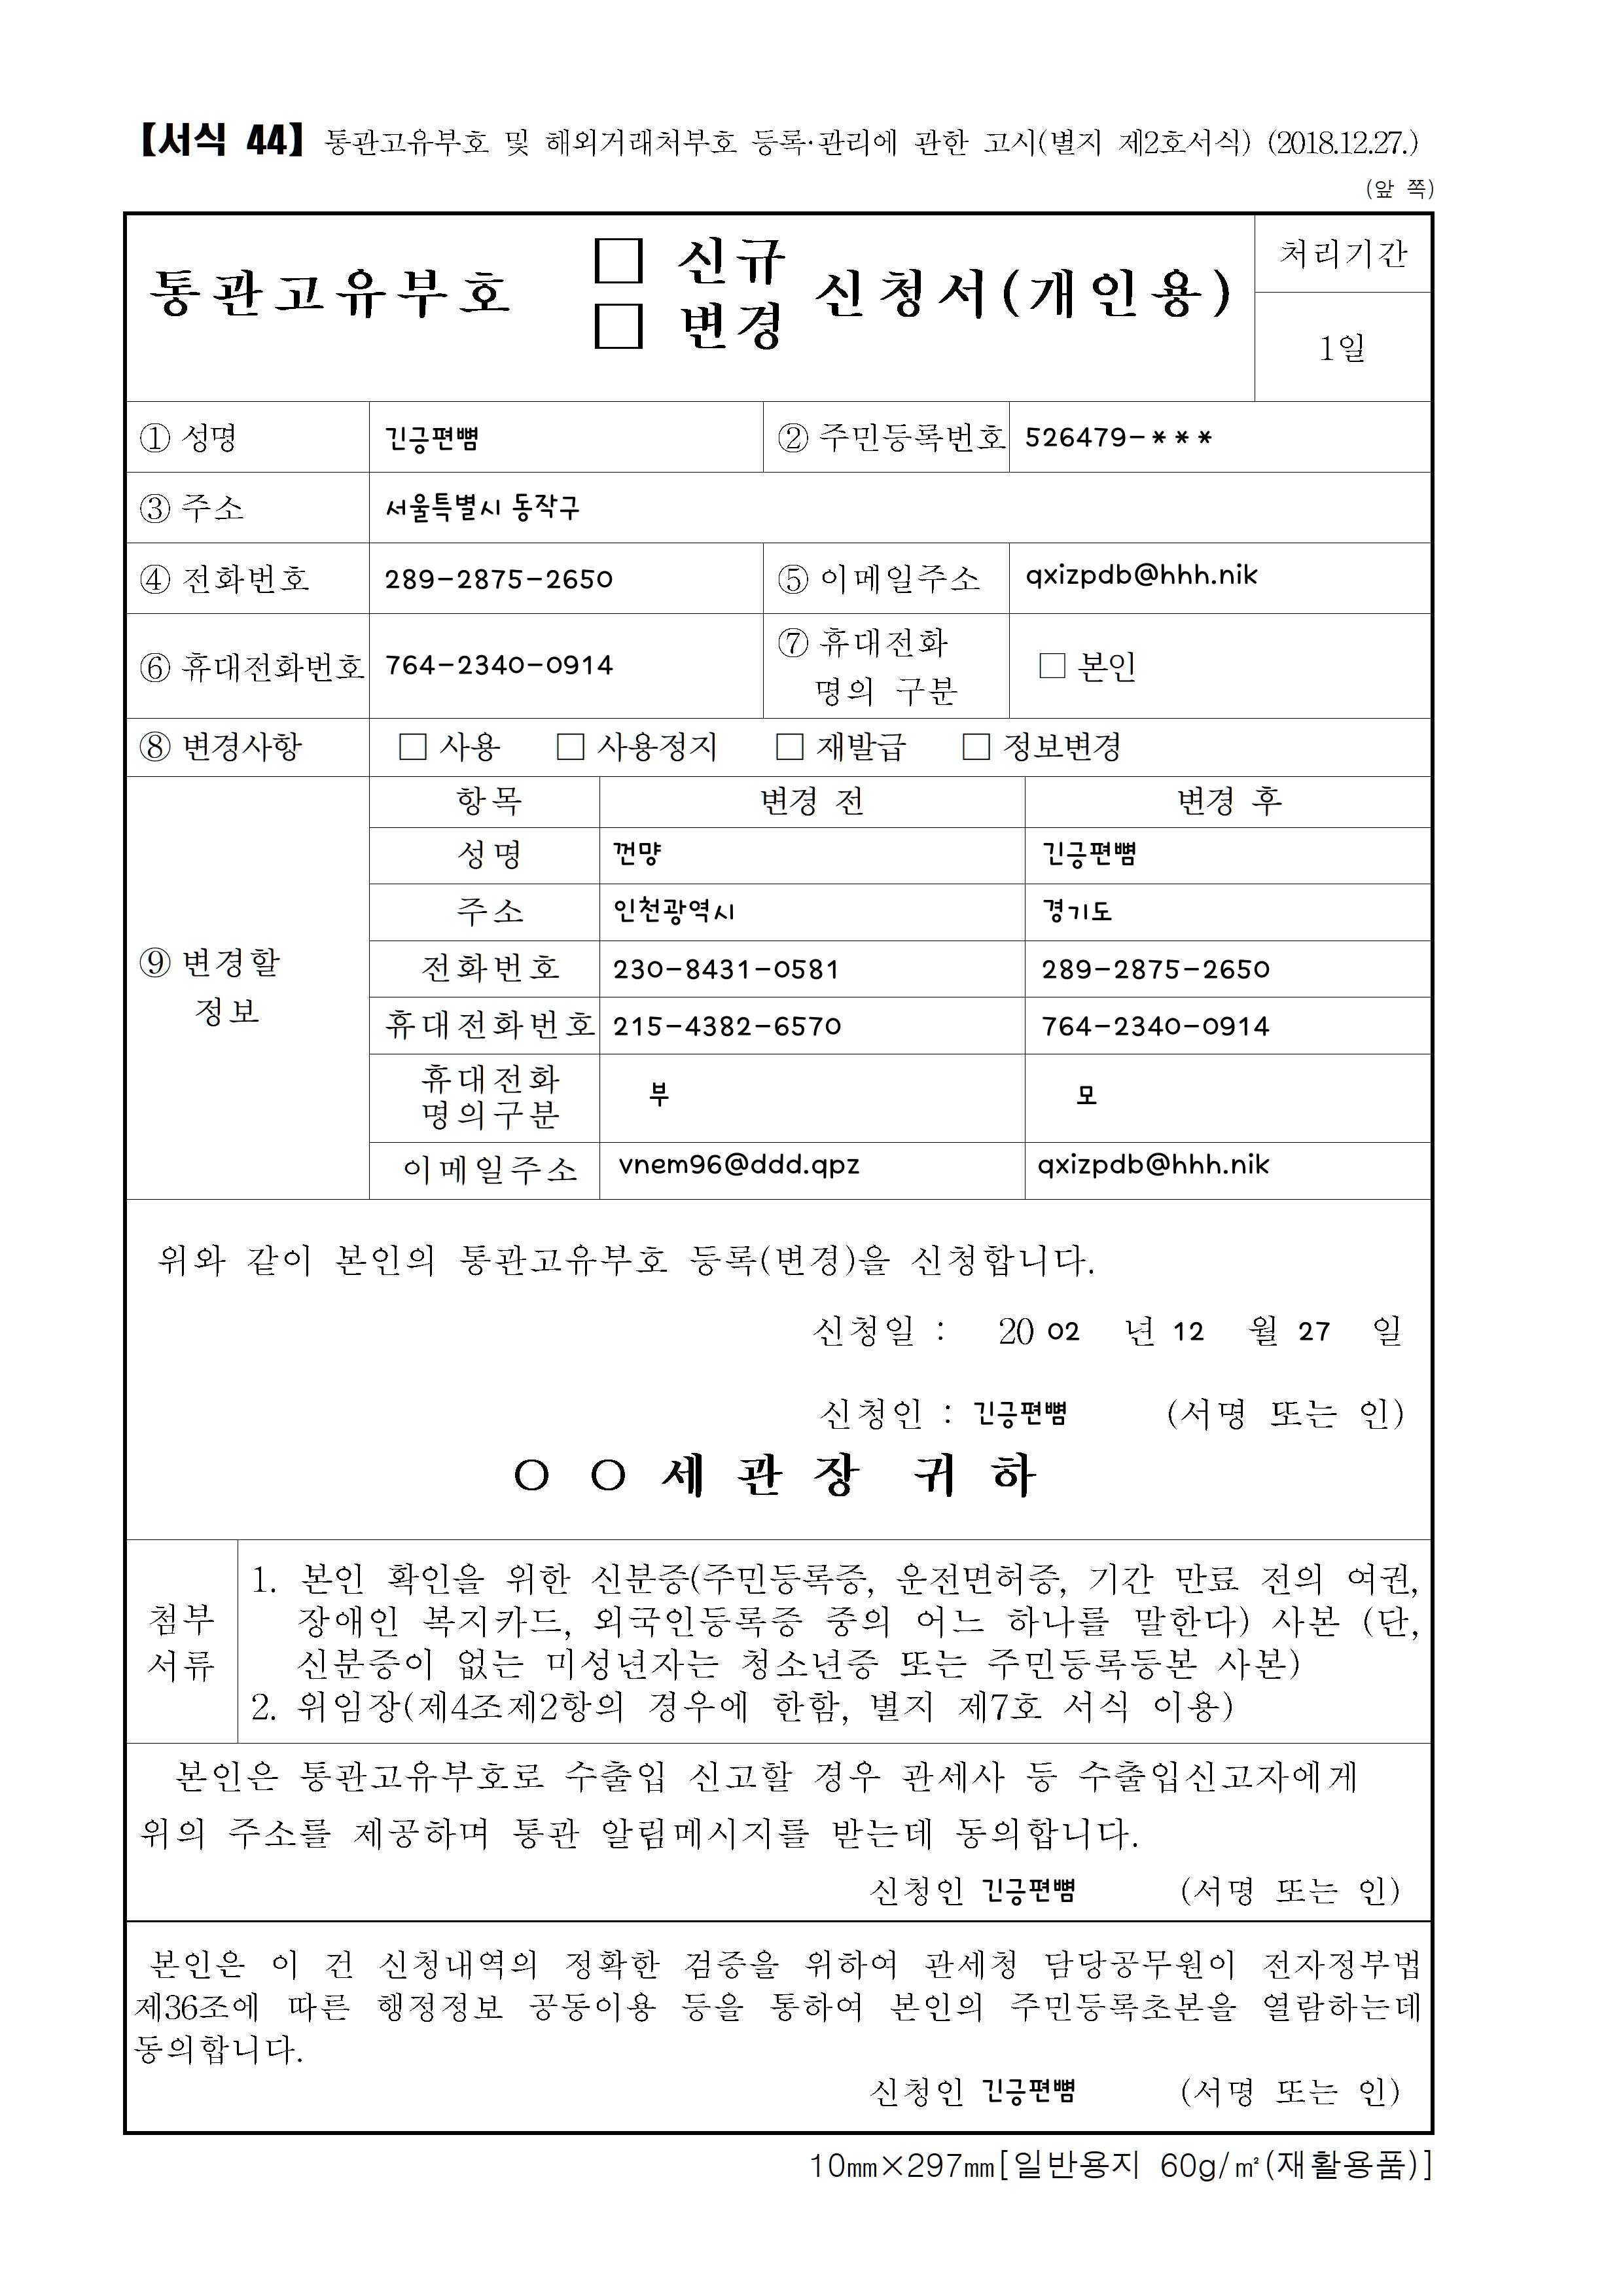 【서식 44】 통관고유부호 및 해외거래처부호 등록·관리에 관한 고시(별지 제2호서식) (2018.12.27.)
(앞 쪽)
통관고유부호 □ 신규 □ 변경 신청서(개인용)
처리기간
1일
① 성명 긴긍편뼘 ② 주민등록번호 526479-***
③ 주소 서울특별시 동작구
④ 전화번호 289-2875-2650 ⑤ 이메일주소 qxizpdb@hhh.nik
⑥ 휴대전화번호 764-2340-0914 ⑦ 휴대전화 명의 구분 □ 본인
⑧ 변경사항 □ 사용 □ 사용정지 □ 재발급 □ 정보변경
⑨ 변경할 정보
항목 변경 전 변경 후
성명 껀먕 긴긍편뼘
주소 인천광역시 경기도
전화번호 230-8431-0581 289-2875-2650
휴대전화번호 215-4382-6570 764-2340-0914
휴대전화 명의구분 부 모
이메일주소 vnem96@ddd.qpz qxizpdb@hhh.nik
위와 같이 본인의 통관고유부호 등록(변경)을 신청합니다.
신청일 : 20 02 년 12 월 27 일
신청인 : 긴긍편뼘 (서명 또는 인)
○ ○ 세 관 장 귀 하
첨부 서류
1. 본인 확인을 위한 신분증(주민등록증, 운전면허증, 기간 만료 전의 여권,
장애인 복지카드, 외국인등록증 중의 어느 하나를 말한다) 사본 (단,
신분증이 없는 미성년자는 청소년증 또는 주민등록등본 사본)
2. 위임장(제4조제2항의 경우에 한함, 별지 제7호 서식 이용)
본인은 통관고유부호로 수출입 신고할 경우 관세사 등 수출입신고자에게
위의 주소를 제공하며 통관 알림메시지를 받는데 동의합니다.
신청인 긴긍편뼘 (서명 또는 인)
본인은 이 건 신청내역의 정확한 검증을 위하여 관세청 담당공무원이 전자정부법
제36조에 따른 행정정보 공동이용 등을 통하여 본인의 주민등록초본을 열람하는데
동의합니다.
신청인 긴긍편뼘 (서명 또는 인)
10㎜×297㎜[일반용지 60g/㎡(재활용품)]